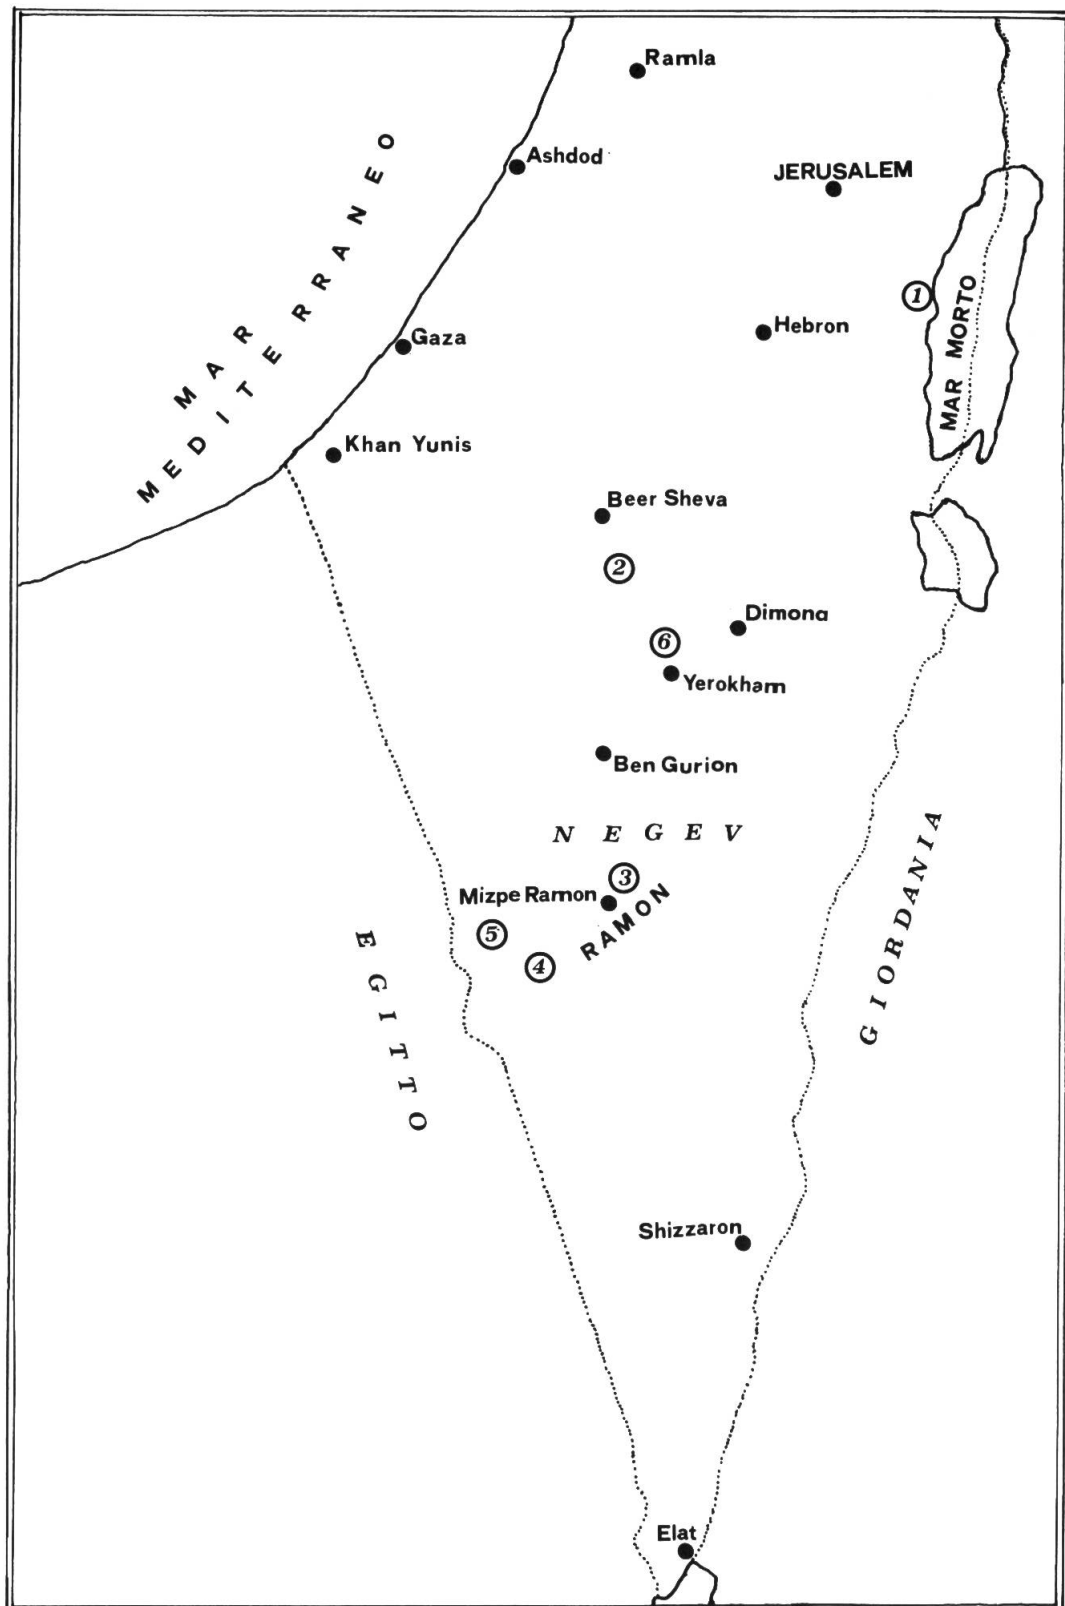 Ramla
Ashdod
JERUSALEM
MAR
MEDITERRANEO
1
Hebron
MAR MORTO
Gaza
Khan Yunis
Beer Sheva
2
Dimona
6
Yerokham
Ben Gurion
NEGEV
3
Mizpe Ramon
RAMON
5
4
EGITTO
GIORDANIA
Shizzaron
Elat